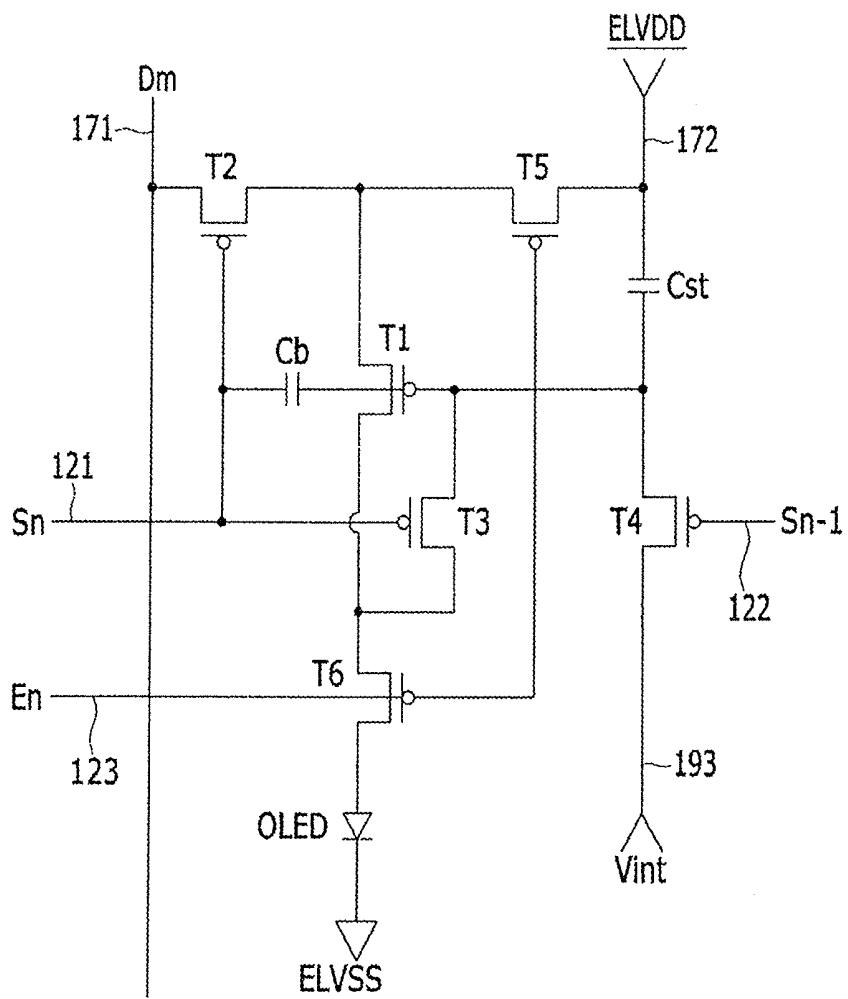 ELVDD
Dm
171
172
T2
T5
Cst
T1
Cb
121
Sn
T3
T4
Sn-1
122
T6
En
123
193
OLED
Vint
ELVSS